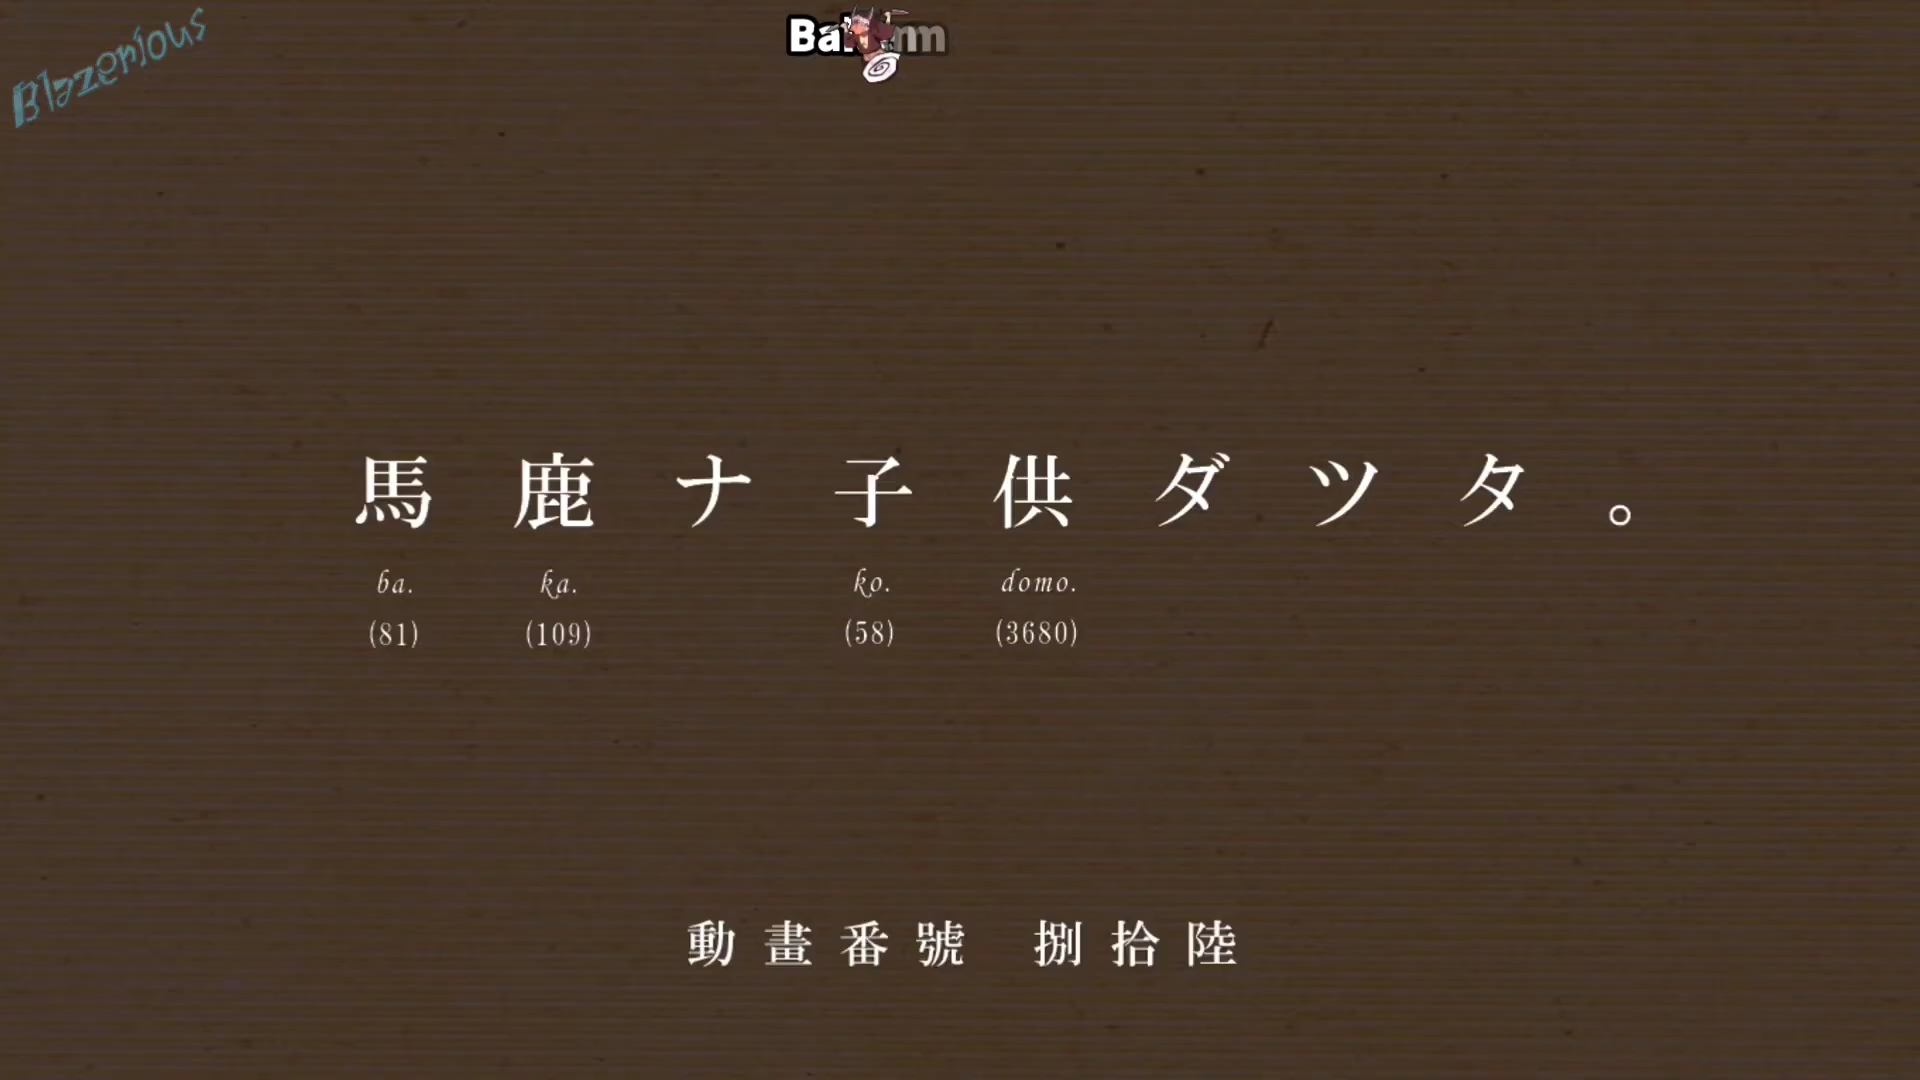 Blazenious
馬鹿ナ子供ダツタ。
ba. ka. ko. domo.
(81) (109) (58) (3680)
動畫番號 捌拾陸